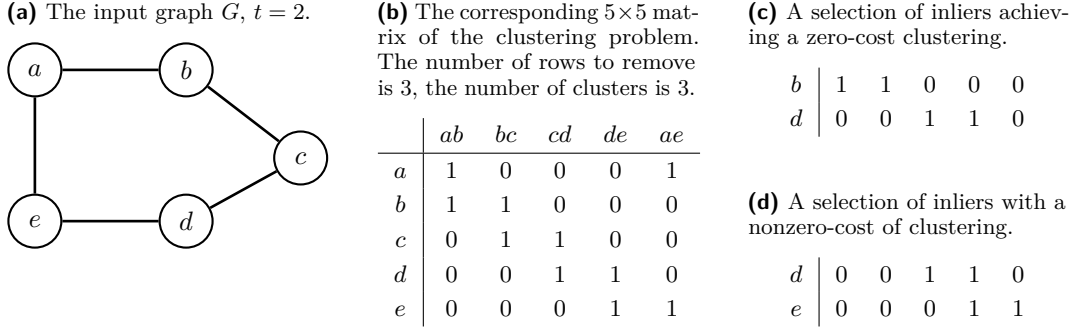 (a) The input graph G, t = 2.
a
b
c
d
e
(b) The corresponding 5×5 mat-
rix of the clustering problem.
The number of rows to remove
is 3, the number of clusters is 3.
ab bc cd de ae
a 1 0 0 0 1
b 1 1 0 0 0
c 0 1 1 0 0
d 0 0 1 1 0
e 0 0 0 1 1
(c) A selection of inliers achiev-
ing a zero-cost clustering.
b 1 1 0 0 0
d 0 0 1 1 0
(d) A selection of inliers with a
nonzero-cost of clustering.
d 0 0 1 1 0
e 0 0 0 1 1